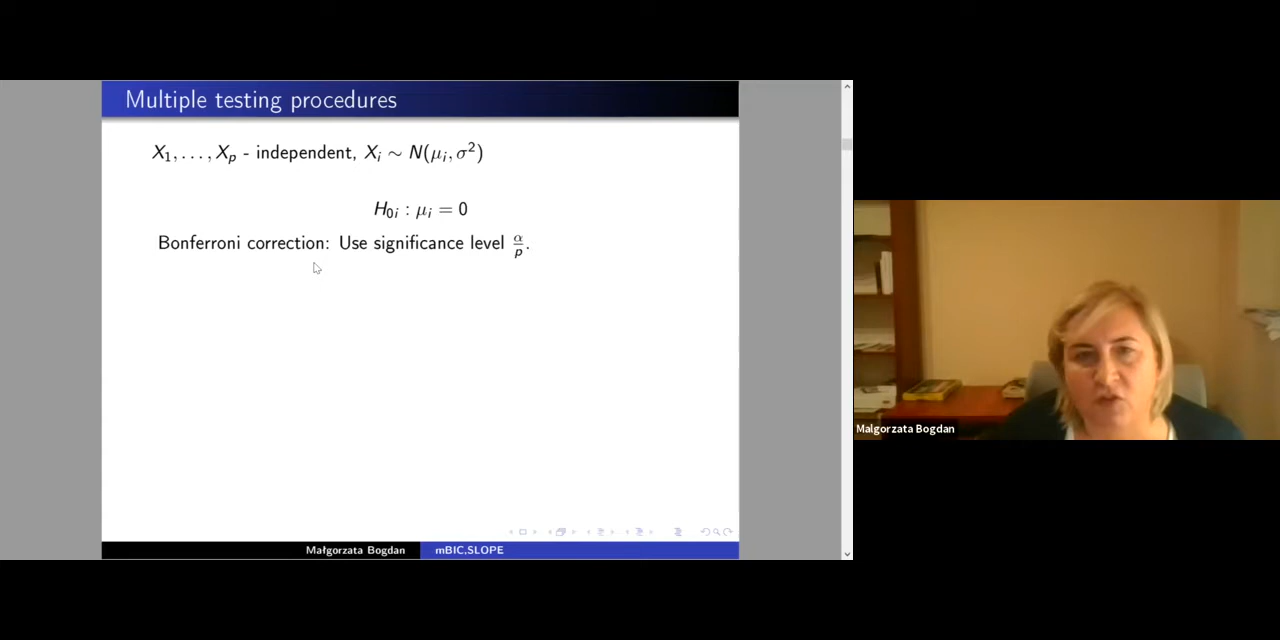 Multiple testing procedures
X₁, . . . , Xₚ - independent, Xᵢ ∼ N(μᵢ, σ²)
H₀ᵢ : μᵢ = 0
Bonferroni correction: Use significance level α/p.
Małgorzata Bogdan
mBIC,SLOPE
Malgorzata Bogdan